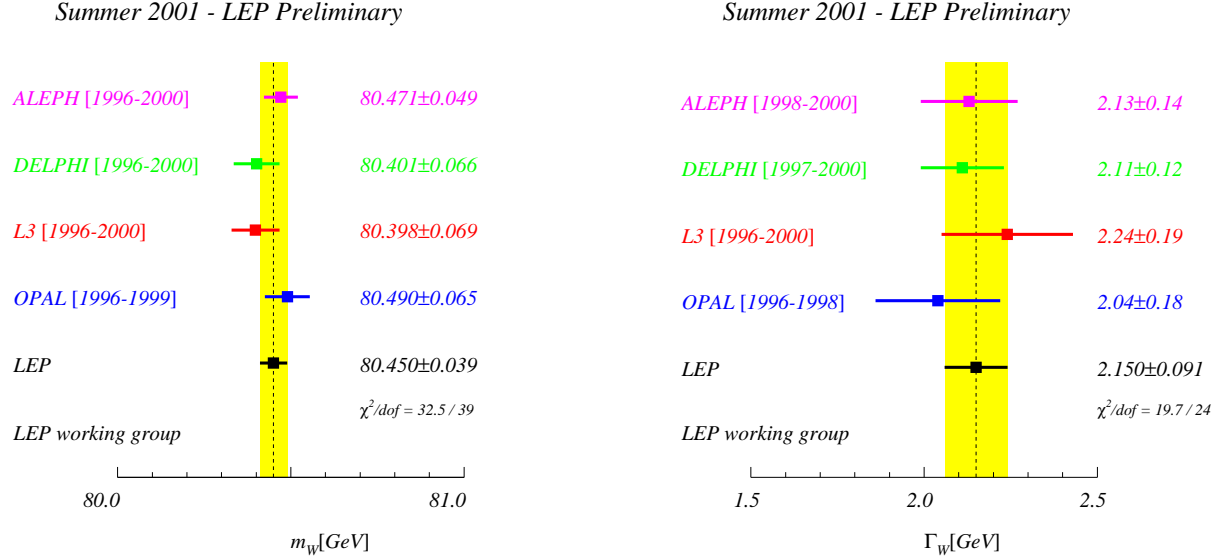 Summer 2001 - LEP Preliminary
ALEPH [1996-2000] 80.471±0.049
DELPHI [1996-2000] 80.401±0.066
L3 [1996-2000] 80.398±0.069
OPAL [1996-1999] 80.490±0.065
LEP 80.450±0.039
χ²/dof = 32.5 / 39
LEP working group
80.0 81.0
m_W[GeV]
Summer 2001 - LEP Preliminary
ALEPH [1998-2000] 2.13±0.14
DELPHI [1997-2000] 2.11±0.12
L3 [1996-2000] 2.24±0.19
OPAL [1996-1998] 2.04±0.18
LEP 2.150±0.091
χ²/dof = 19.7 / 24
LEP working group
1.5 2.0 2.5
Γ_W[GeV]